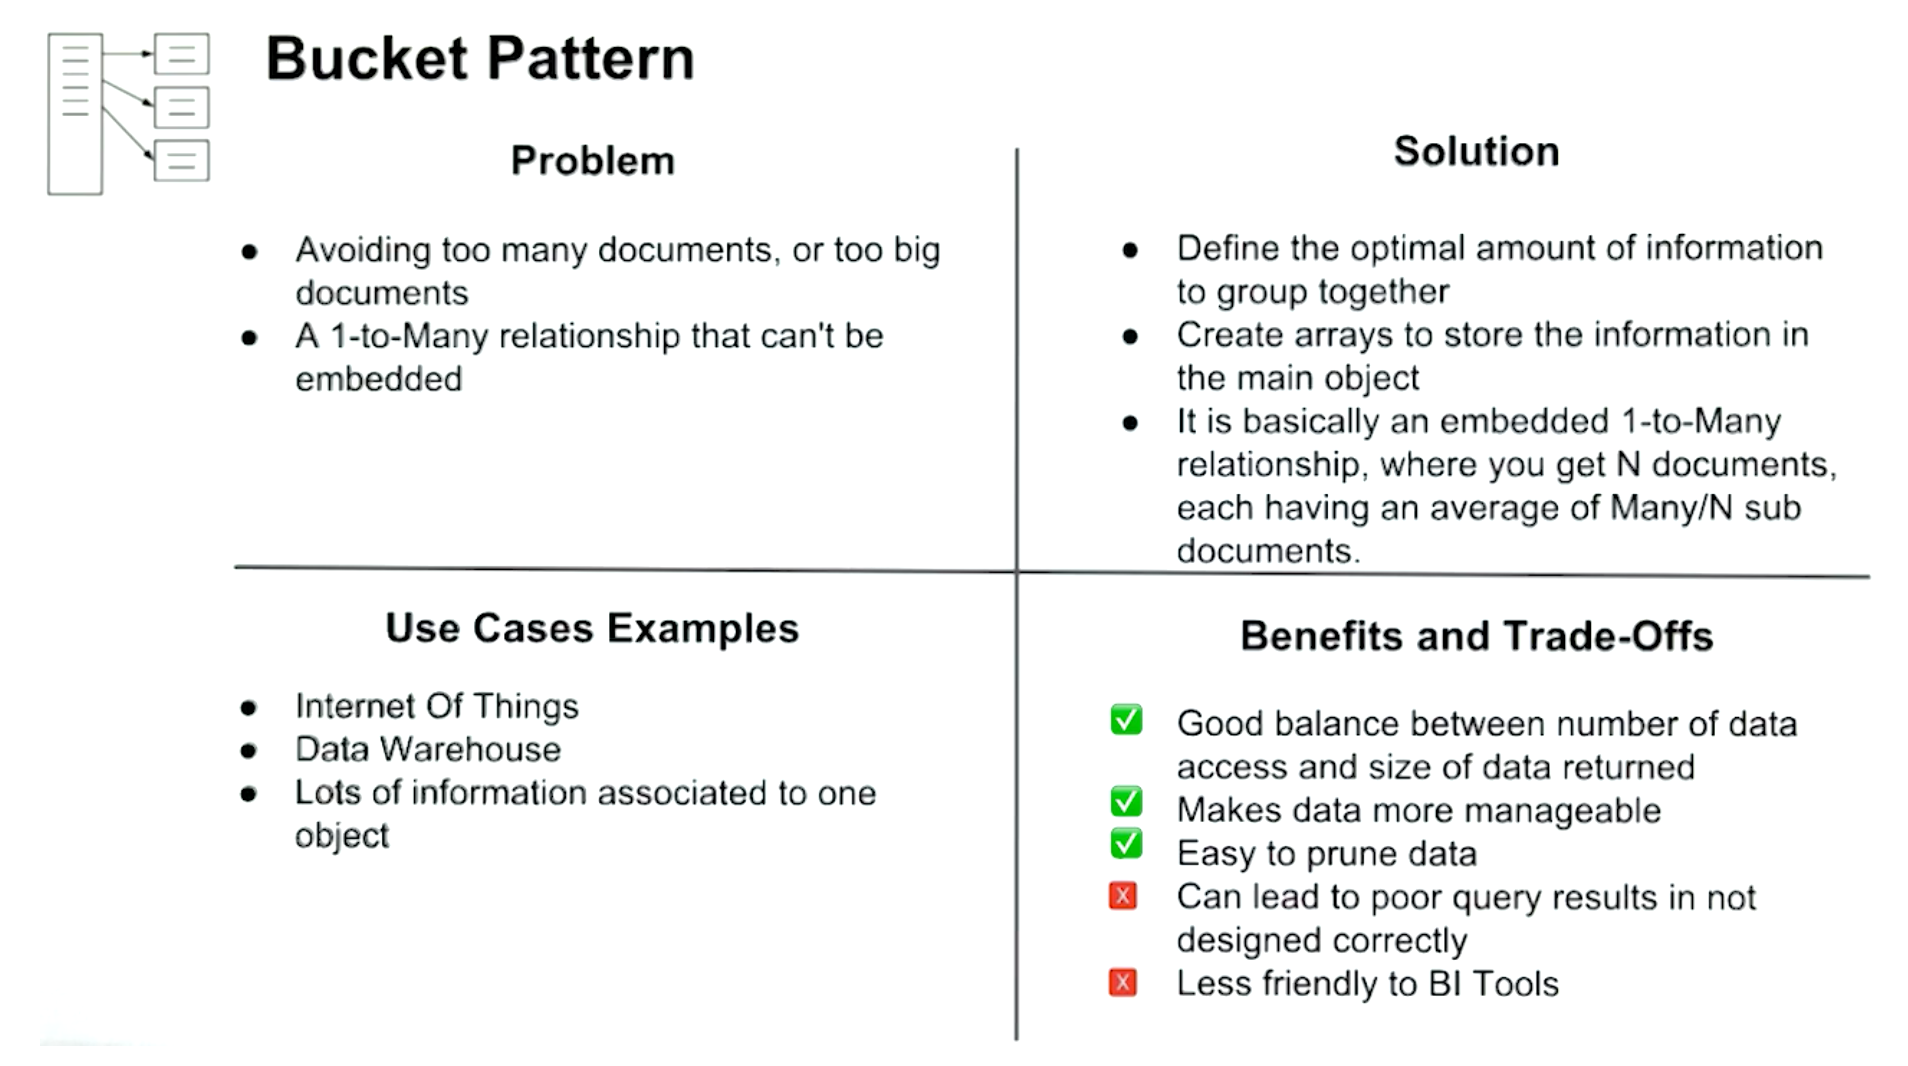 Bucket Pattern
Problem
● Avoiding too many documents, or too big
documents
● A 1-to-Many relationship that can't be
embedded
Solution
● Define the optimal amount of information
to group together
● Create arrays to store the information in
the main object
● It is basically an embedded 1-to-Many
relationship, where you get N documents,
each having an average of Many/N sub
documents.
Use Cases Examples
● Internet Of Things
● Data Warehouse
● Lots of information associated to one
object
Benefits and Trade-Offs
✅ Good balance between number of data
access and size of data returned
✅ Makes data more manageable
✅ Easy to prune data
X Can lead to poor query results in not
designed correctly
X Less friendly to BI Tools